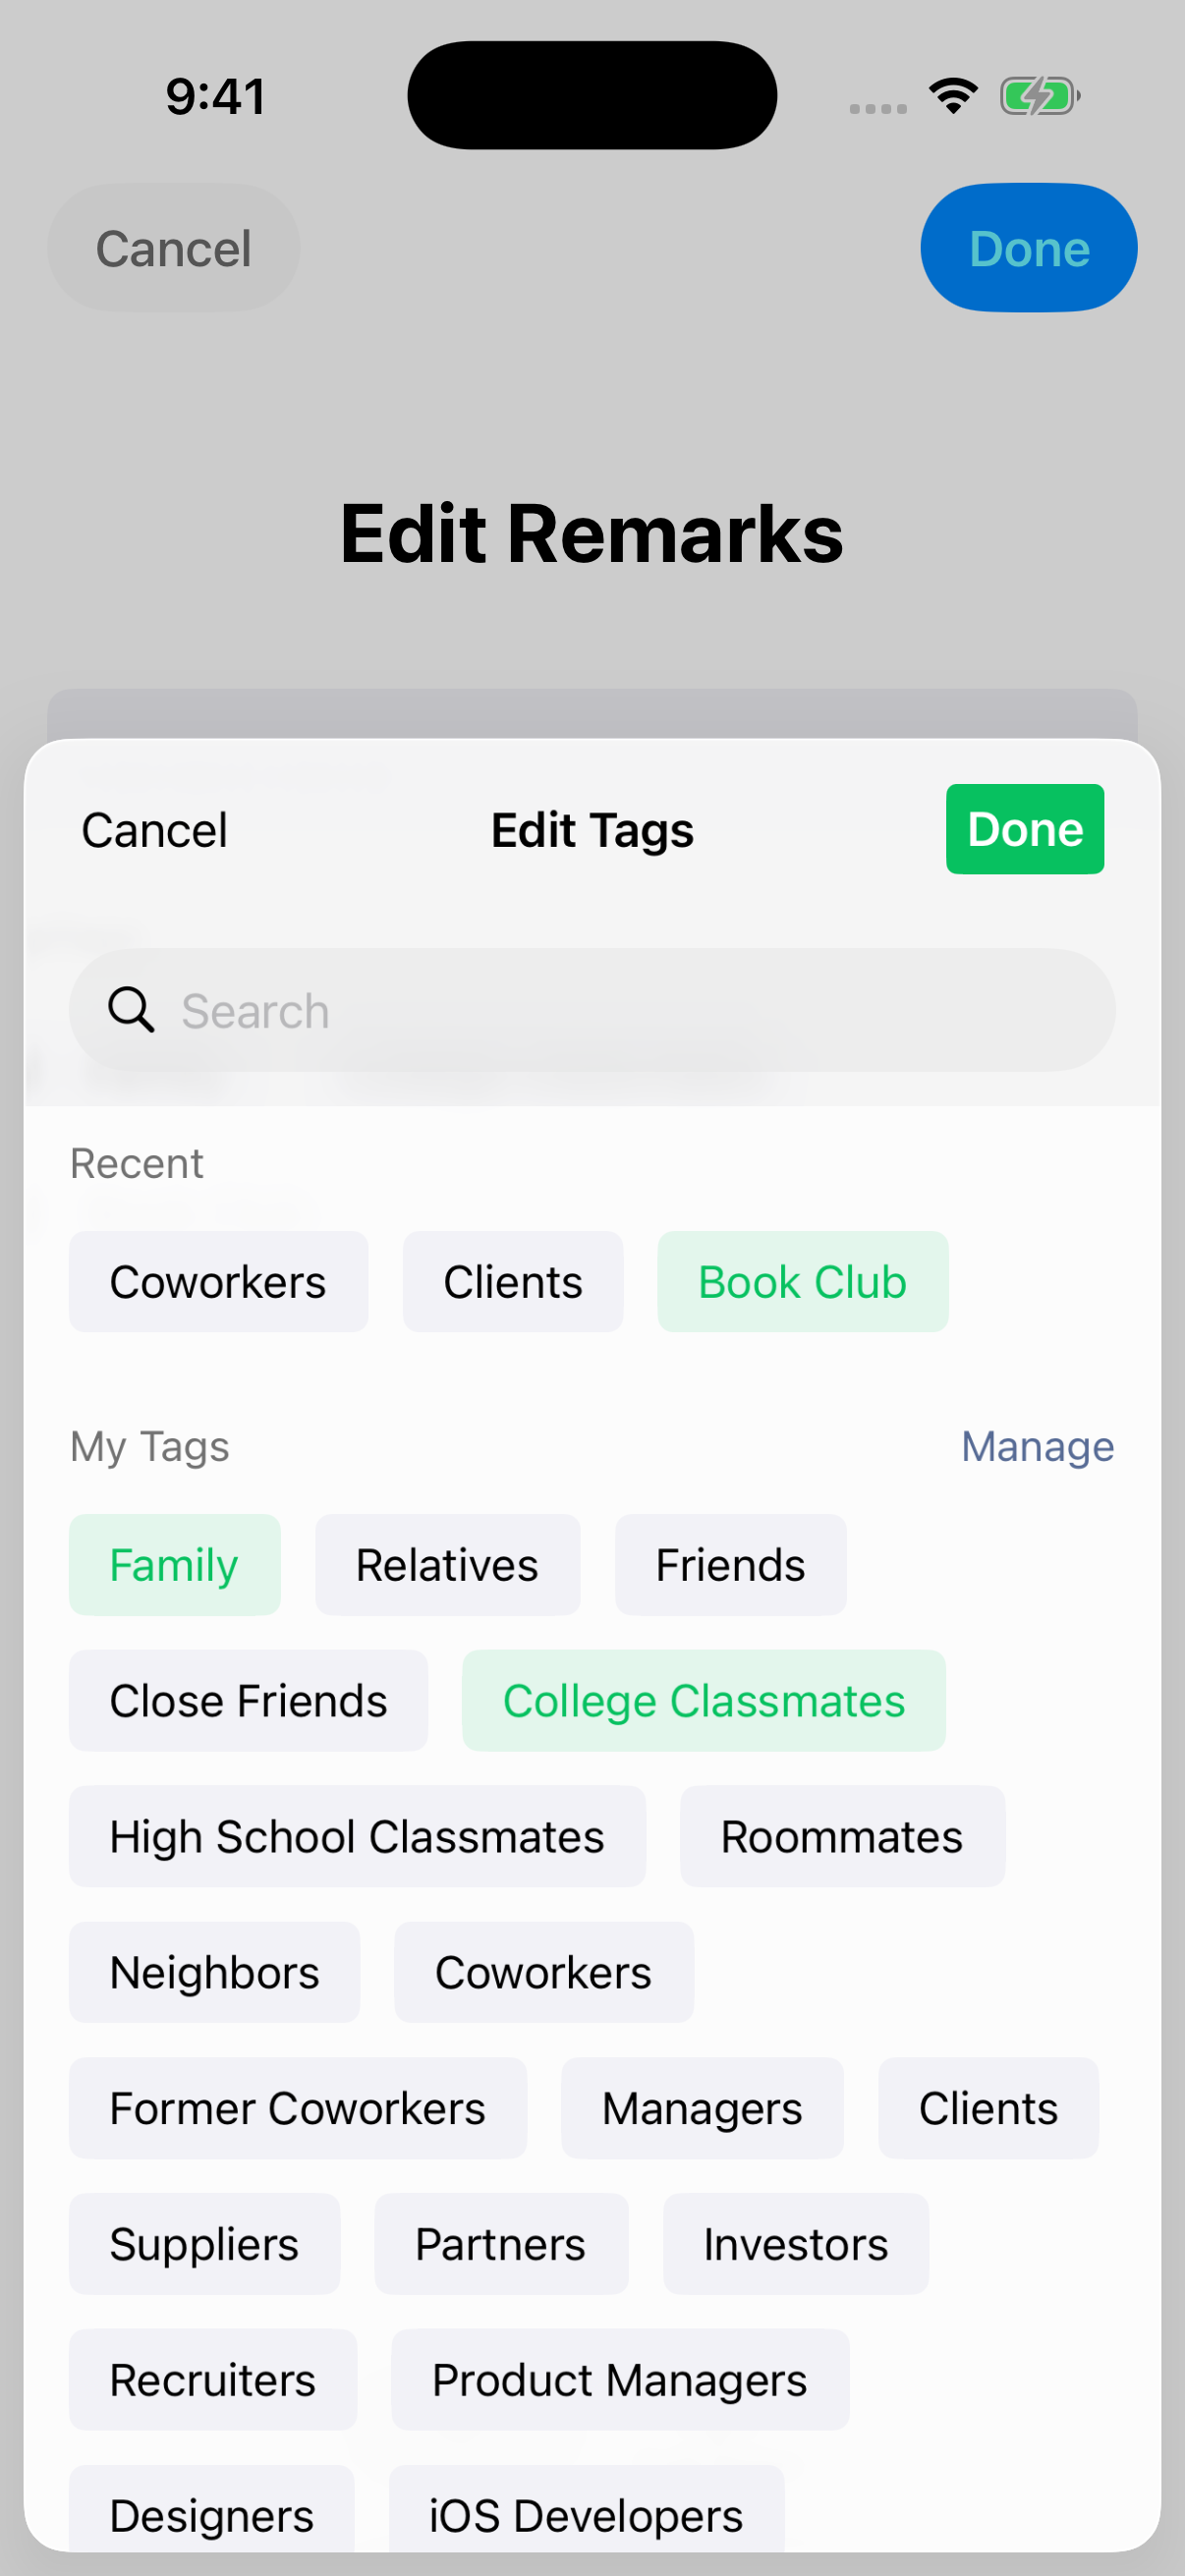 9:41
Cancel Done
Edit Remarks
Cancel Edit Tags Done
Search
Recent
Coworkers Clients Book Club
My Tags Manage
Family Relatives Friends
Close Friends College Classmates
High School Classmates Roommates
Neighbors Coworkers
Former Coworkers Managers Clients
Suppliers Partners Investors
Recruiters Product Managers
Designers iOS Developers